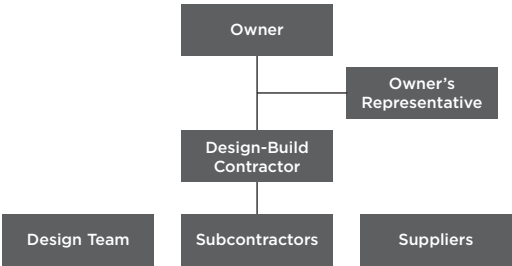 Owner
Owner's
Representative
Design-Build
Contractor
Design Team
Subcontractors
Suppliers